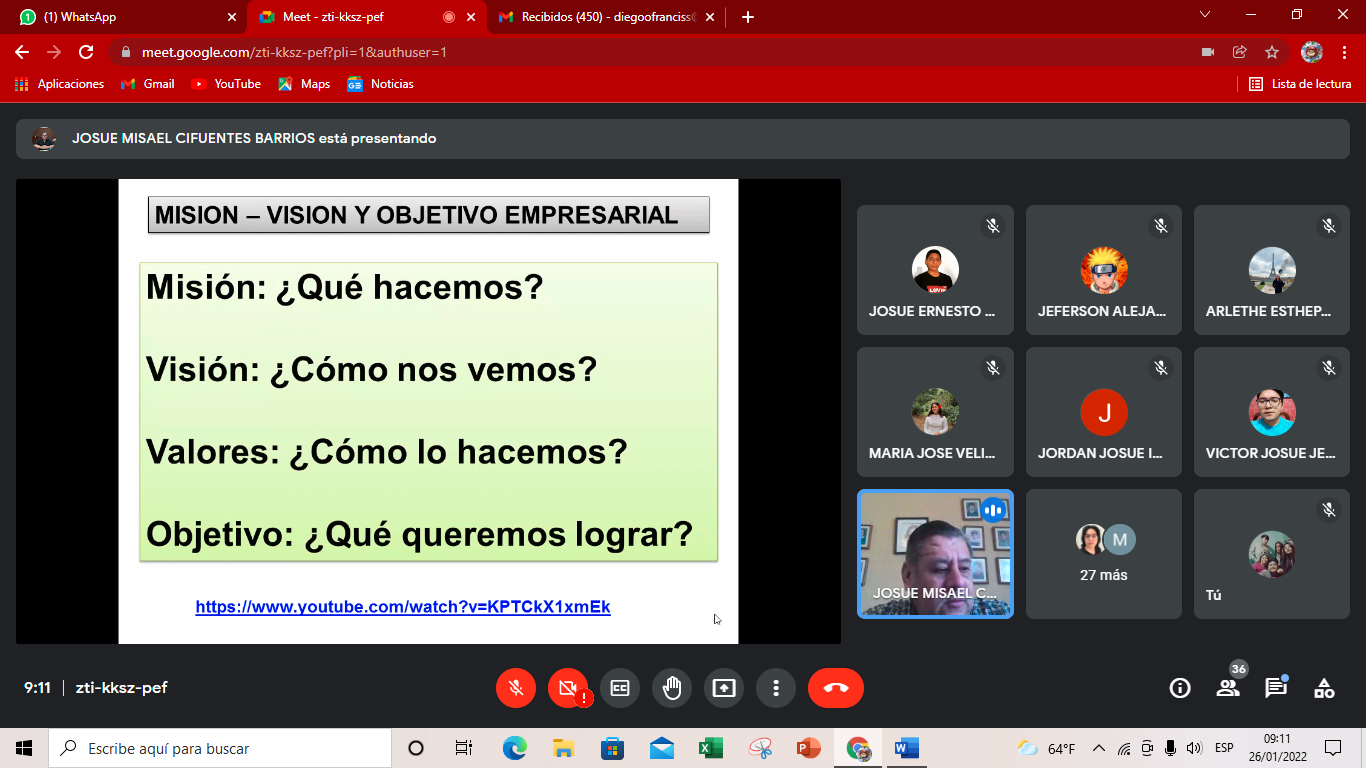 (1) WhatsApp
Meet - zti-kksz-pef
Recibidos (450) - diegoofranciss
meet.google.com/zti-kksz-pef?pli=1&authuser=1
Aplicaciones
Gmail
YouTube
Maps
Noticias
Lista de lectura
JOSUE MISAEL CIFUENTES BARRIOS está presentando
MISION – VISION Y OBJETIVO EMPRESARIAL
Misión: ¿Qué hacemos?
Visión: ¿Cómo nos vemos?
Valores: ¿Cómo lo hacemos?
Objetivo: ¿Qué queremos lograr?
https://www.youtube.com/watch?v=KPTCkX1xmEk
JOSUE ERNESTO ...
JEFERSON ALEJA...
ARLETHE ESTHEP...
MARIA JOSE VELI...
J
JORDAN JOSUE I...
VICTOR JOSUE JE...
JOSUE MISAEL C...
M
27 más
Tú
9:11 | zti-kksz-pef
36
Escribe aquí para buscar
64°F
ESP
09:11
26/01/2022